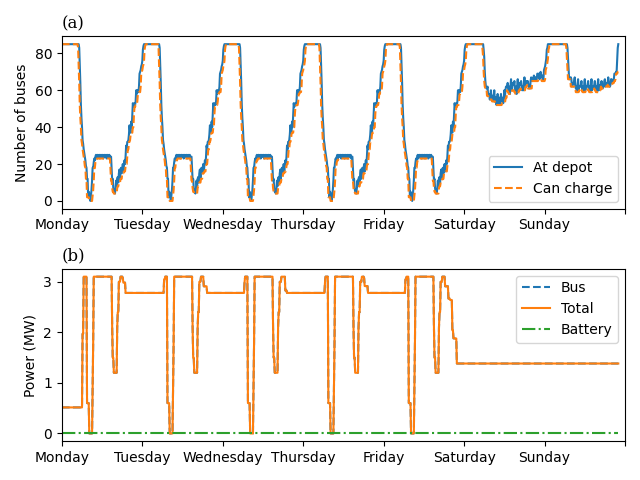 (a)
Number of buses
80
60
40
20
0
At depot
Can charge
Monday Tuesday Wednesday Thursday Friday Saturday Sunday
(b)
Power (MW)
3
2
1
0
Bus
Total
Battery
Monday Tuesday Wednesday Thursday Friday Saturday Sunday